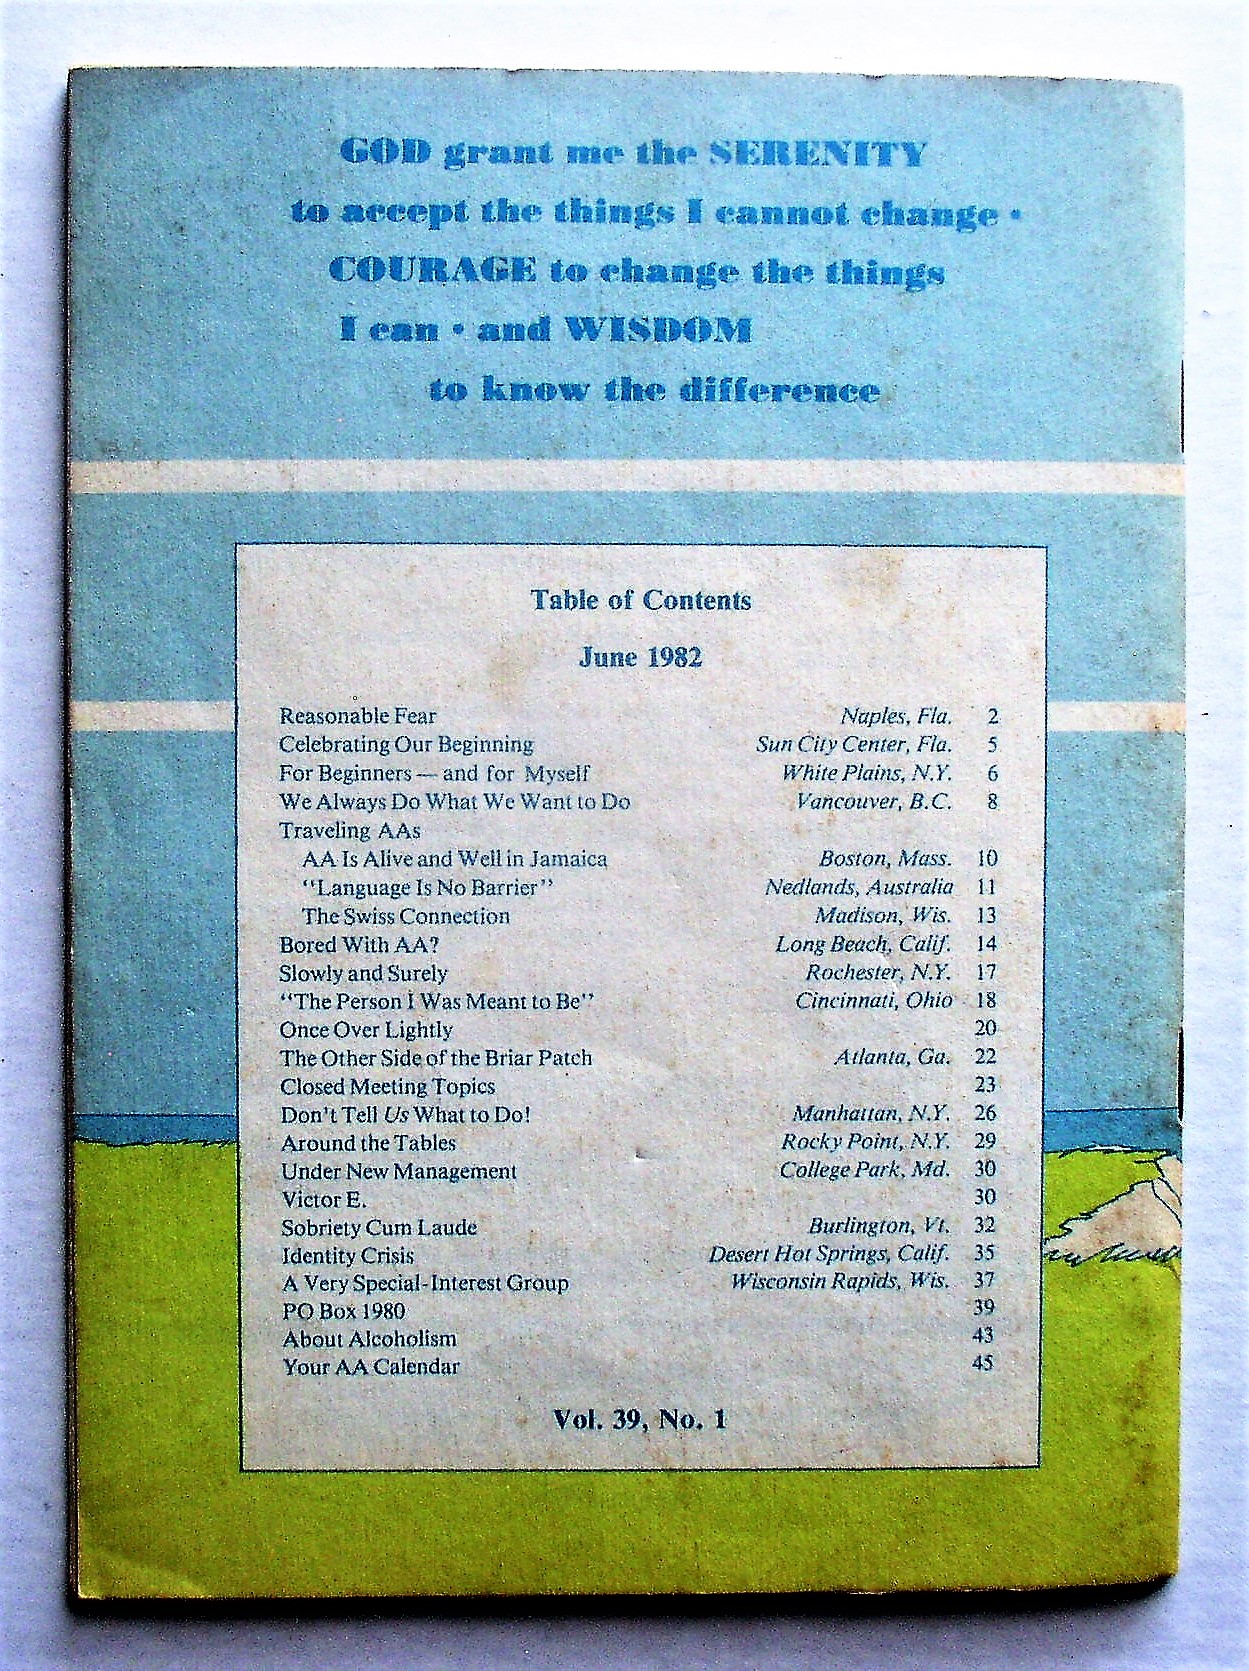 GOD grant me the SERENITY
to accept the things I cannot change •
COURAGE to change the things
I can • and WISDOM
to know the difference
Table of Contents
June 1982
Reasonable Fear Naples, Fla. 2
Celebrating Our Beginning Sun City Center, Fla. 5
For Beginners — and for Myself White Plains, N.Y. 6
We Always Do What We Want to Do Vancouver, B.C. 8
Traveling AAs
AA Is Alive and Well in Jamaica Boston, Mass. 10
"Language Is No Barrier" Nedlands, Australia 11
The Swiss Connection Madison, Wis. 13
Bored With AA? Long Beach, Calif. 14
Slowly and Surely Rochester, N.Y. 17
"The Person I Was Meant to Be" Cincinnati, Ohio 18
Once Over Lightly 20
The Other Side of the Briar Patch Atlanta, Ga. 22
Closed Meeting Topics 23
Don't Tell Us What to Do! Manhattan, N.Y. 26
Around the Tables Rocky Point, N.Y. 29
Under New Management College Park, Md. 30
Victor E. 30
Sobriety Cum Laude Burlington, Vt. 32
Identity Crisis Desert Hot Springs, Calif. 35
A Very Special-Interest Group Wisconsin Rapids, Wis. 37
PO Box 1980 39
About Alcoholism 43
Your AA Calendar 45
Vol. 39, No. 1